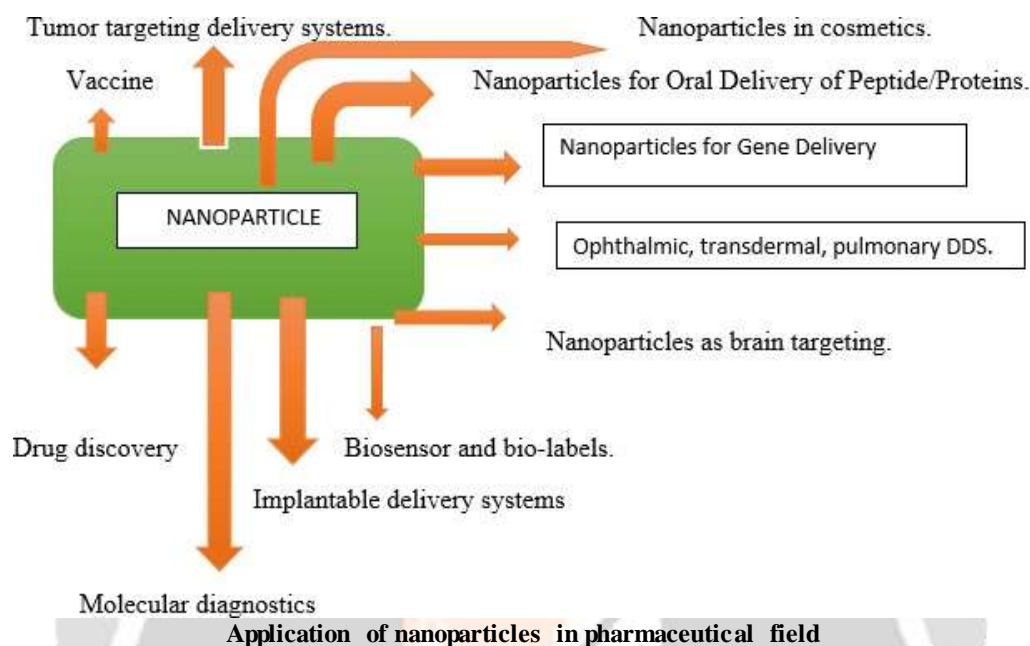 Tumor targeting delivery systems.
Nanoparticles in cosmetics.
Vaccine
Nanoparticles for Oral Delivery of Peptide/Proteins.
Nanoparticles for Gene Delivery
NANOPARTICLE
Ophthalmic, transdermal, pulmonary DDS.
Nanoparticles as brain targeting.
Drug discovery
Biosensor and bio-labels.
Implantable delivery systems
Molecular diagnostics
Application of nanoparticles in pharmaceutical field